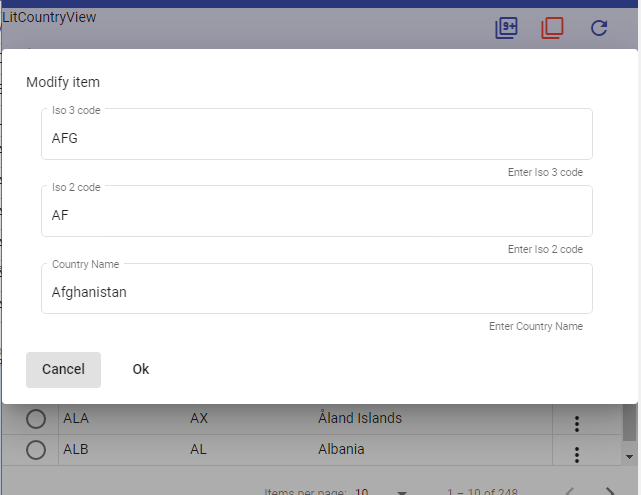 LitCountryView
9+
Modify item
Iso 3 code
AFG
Enter Iso 3 code
Iso 2 code
AF
Enter Iso 2 code
Country Name
Afghanistan
Enter Country Name
Cancel Ok
ALA AX Åland Islands
ALB AL Albania
Items per page: 10 1 – 10 of 248